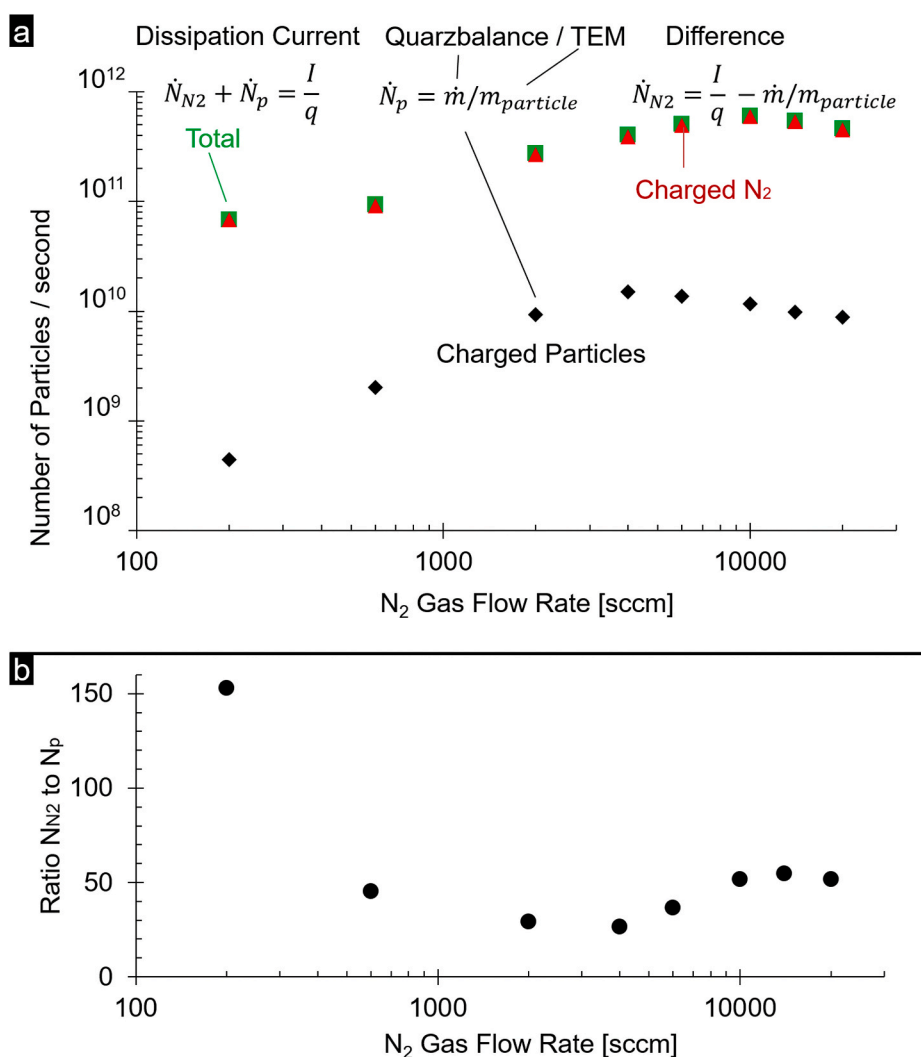 a
Dissipation Current Quarzbalance / TEM Difference
Ṅ_N2 + Ṅ_p = I/q Ṅ_p = ṁ/m_particle Ṅ_N2 = I/q − ṁ/m_particle
Total
Charged N₂
Charged Particles
Number of Particles / second
10¹²
10¹¹
10¹⁰
10⁹
10⁸
100 1000 10000
N₂ Gas Flow Rate [sccm]
b
Ratio N_N2 to N_p
150
100
50
0
100 1000 10000
N₂ Gas Flow Rate [sccm]